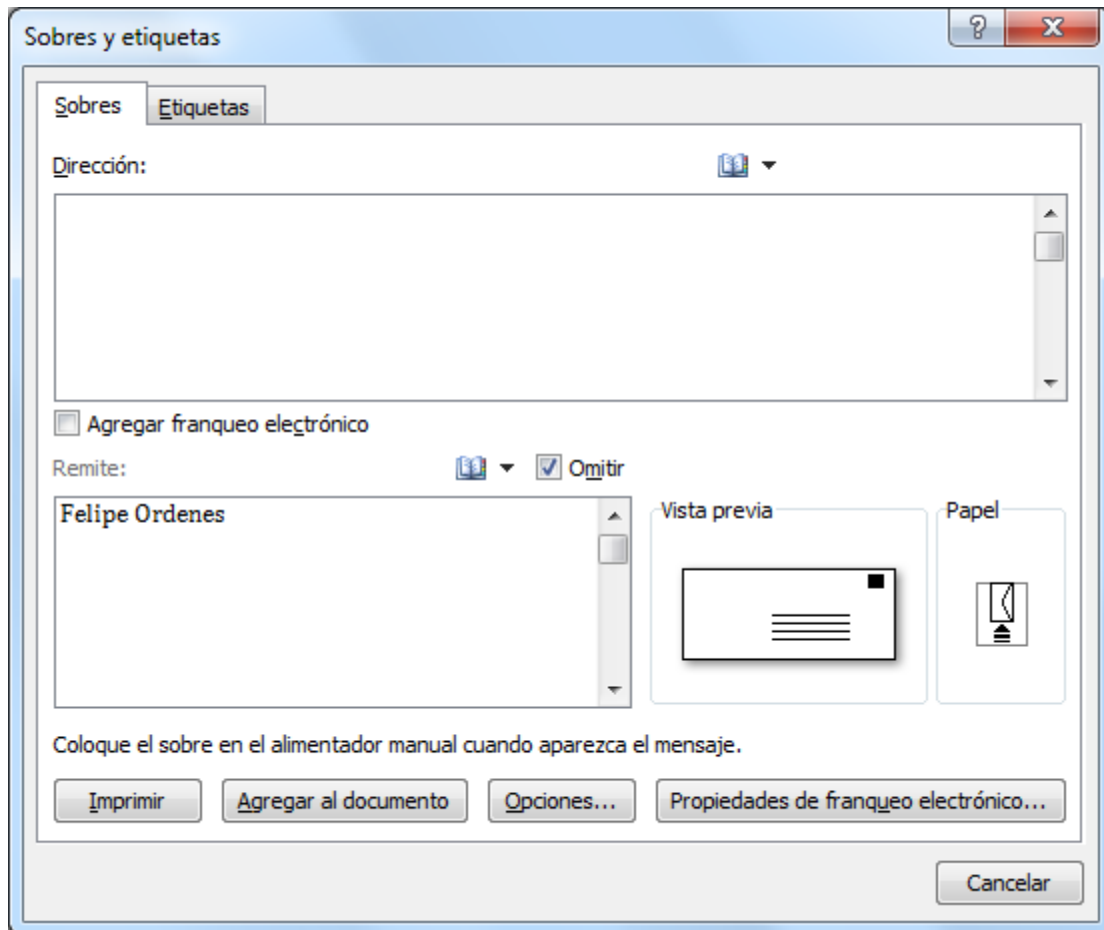 Sobres y etiquetas
Sobres
Etiquetas
Dirección:
Agregar franqueo electrónico
Remite:
Omitir
Felipe Ordenes
Vista previa
Papel
Coloque el sobre en el alimentador manual cuando aparezca el mensaje.
Imprimir
Agregar al documento
Opciones...
Propiedades de franqueo electrónico...
Cancelar